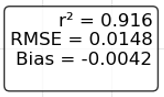 r² = 0.916
RMSE = 0.0148
Bias = -0.0042